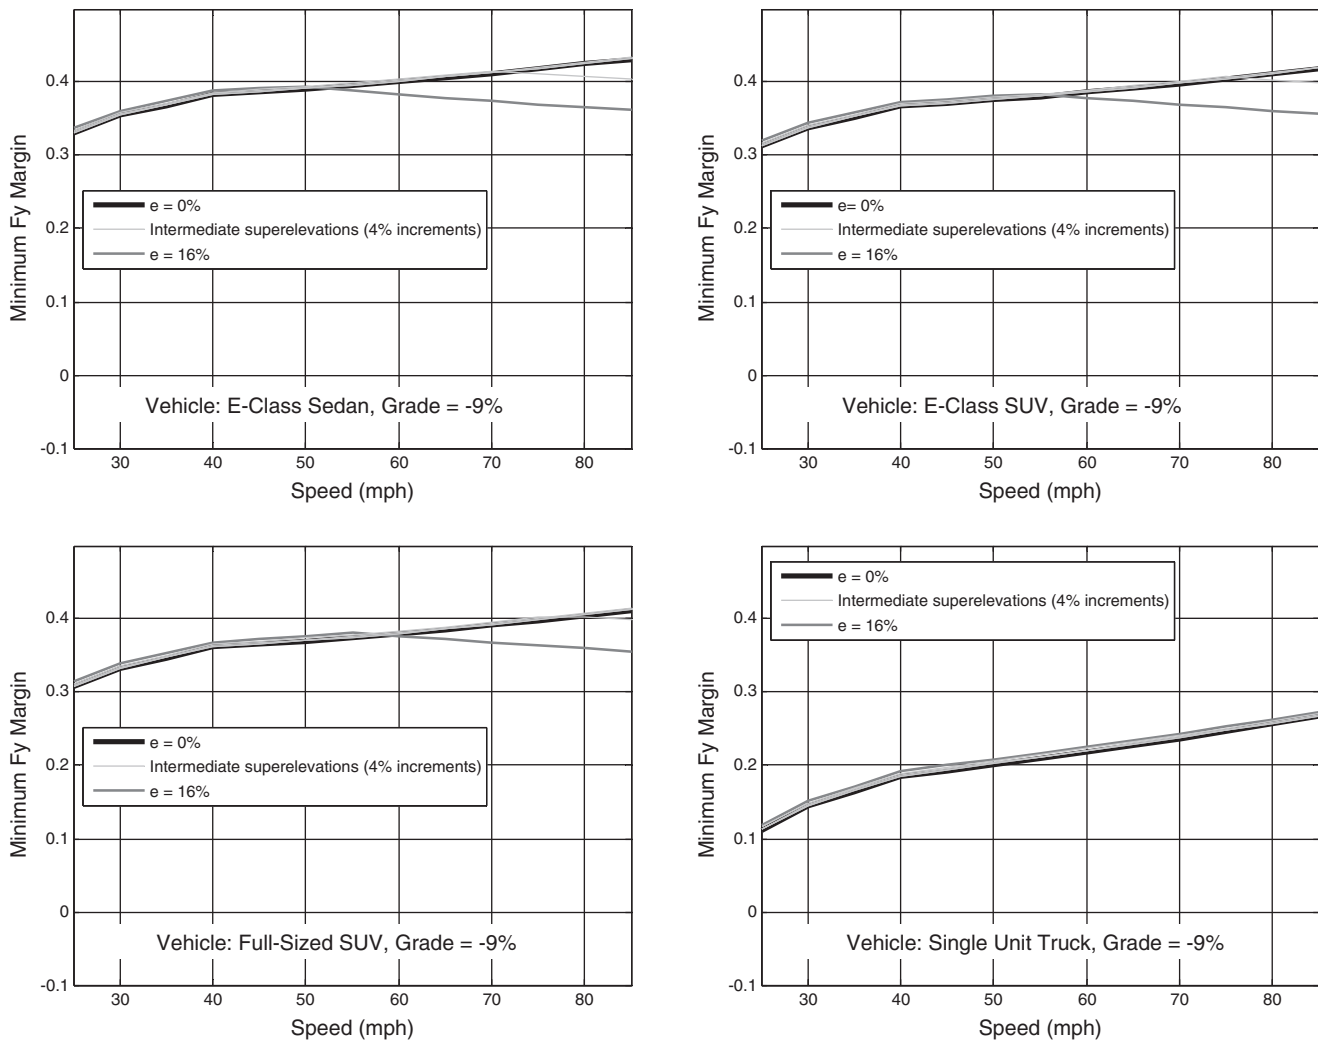 0.4
0.3
0.2
0.1
0
-0.1
Minimum Fy Margin
e = 0%
Intermediate superelevations (4% increments)
e = 16%
Vehicle: E-Class Sedan, Grade = -9%
30 40 50 60 70 80
Speed (mph)
0.4
0.3
0.2
0.1
0
-0.1
Minimum Fy Margin
e= 0%
Intermediate superelevations (4% increments)
e = 16%
Vehicle: E-Class SUV, Grade = -9%
30 40 50 60 70 80
Speed (mph)
0.4
0.3
0.2
0.1
0
-0.1
Minimum Fy Margin
e = 0%
Intermediate superelevations (4% increments)
e = 16%
Vehicle: Full-Sized SUV, Grade = -9%
30 40 50 60 70 80
Speed (mph)
0.4
0.3
0.2
0.1
0
-0.1
Minimum Fy Margin
e = 0%
Intermediate superelevations (4% increments)
e = 16%
Vehicle: Single Unit Truck, Grade = -9%
30 40 50 60 70 80
Speed (mph)